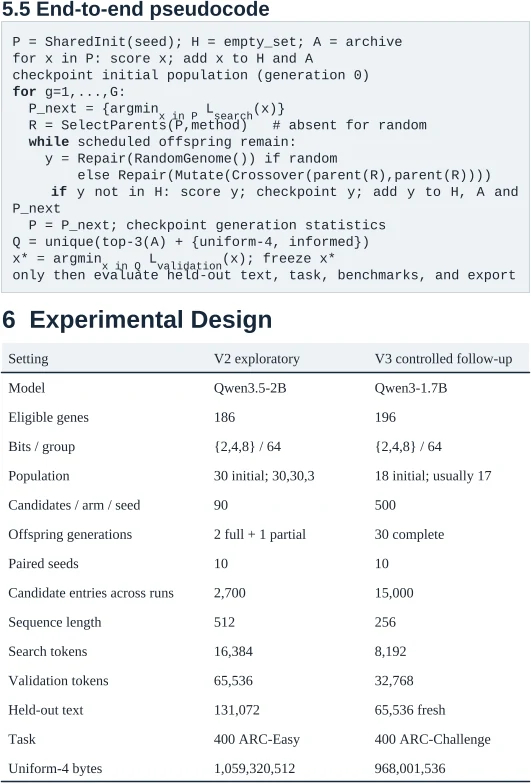 5.5 End-to-end pseudocode
P = SharedInit(seed); H = empty_set; A = archive
for x in P: score x; add x to H and A
checkpoint initial population (generation 0)
for g=1,...,G:
P_next = {argmin_x in P L_search(x)}
R = SelectParents(P,method) # absent for random
while scheduled offspring remain:
y = Repair(RandomGenome()) if random
else Repair(Mutate(Crossover(parent(R),parent(R))))
if y not in H: score y; checkpoint y; add y to H, A and
P_next
P = P_next; checkpoint generation statistics
Q = unique(top-3(A) + {uniform-4, informed})
x* = argmin_x in Q L_validation(x); freeze x*
only then evaluate held-out text, task, benchmarks, and export
6 Experimental Design
Setting V2 exploratory V3 controlled follow-up
Model Qwen3.5-2B Qwen3-1.7B
Eligible genes 186 196
Bits / group {2,4,8} / 64 {2,4,8} / 64
Population 30 initial; 30,30,3 18 initial; usually 17
Candidates / arm / seed 90 500
Offspring generations 2 full + 1 partial 30 complete
Paired seeds 10 10
Candidate entries across runs 2,700 15,000
Sequence length 512 256
Search tokens 16,384 8,192
Validation tokens 65,536 32,768
Held-out text 131,072 65,536 fresh
Task 400 ARC-Easy 400 ARC-Challenge
Uniform-4 bytes 1,059,320,512 968,001,536